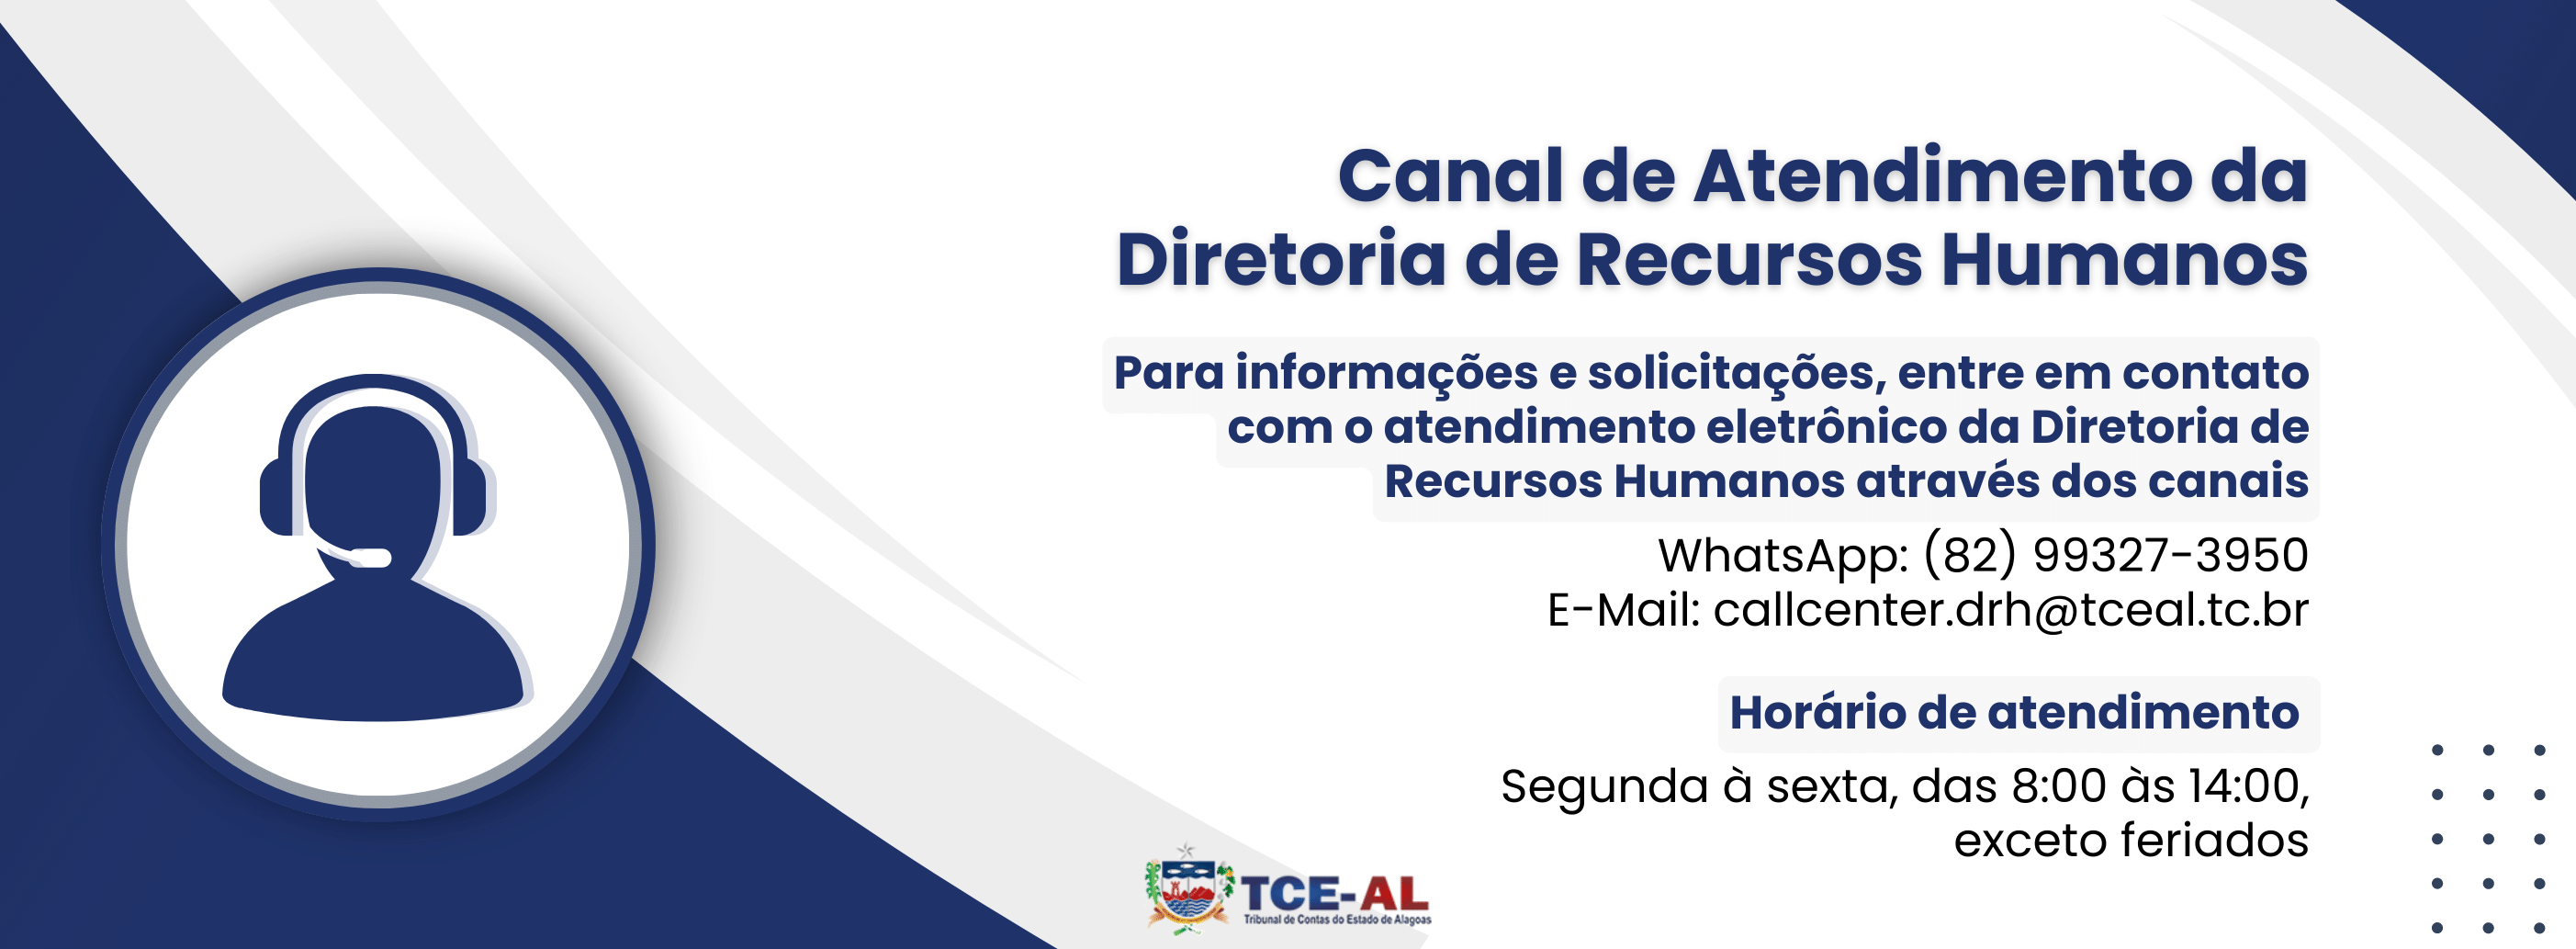 Canal de Atendimento da
Diretoria de Recursos Humanos
Para informações e solicitações, entre em contato
com o atendimento eletrônico da Diretoria de
Recursos Humanos através dos canais
WhatsApp: (82) 99327-3950
E-Mail: callcenter.drh@tceal.tc.br
Horário de atendimento
Segunda à sexta, das 8:00 às 14:00,
exceto feriados
TCE-AL
Tribunal de Contas do Estado de Alagoas